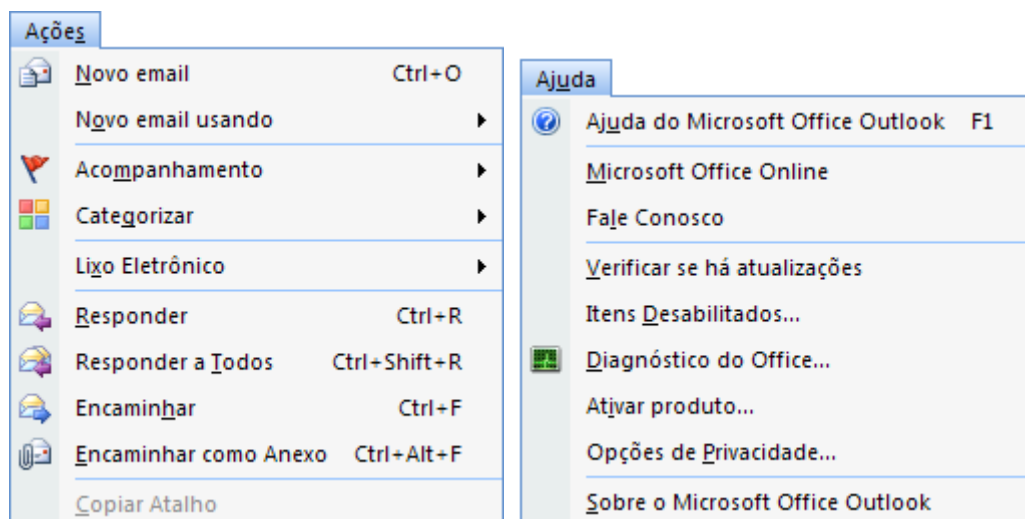 Ações
Novo email Ctrl+O
Novo email usando
Acompanhamento
Categorizar
Lixo Eletrônico
Responder Ctrl+R
Responder a Todos Ctrl+Shift+R
Encaminhar Ctrl+F
Encaminhar como Anexo Ctrl+Alt+F
Copiar Atalho
Ajuda
Ajuda do Microsoft Office Outlook F1
Microsoft Office Online
Fale Conosco
Verificar se há atualizações
Itens Desabilitados...
Diagnóstico do Office...
Ativar produto...
Opções de Privacidade...
Sobre o Microsoft Office Outlook